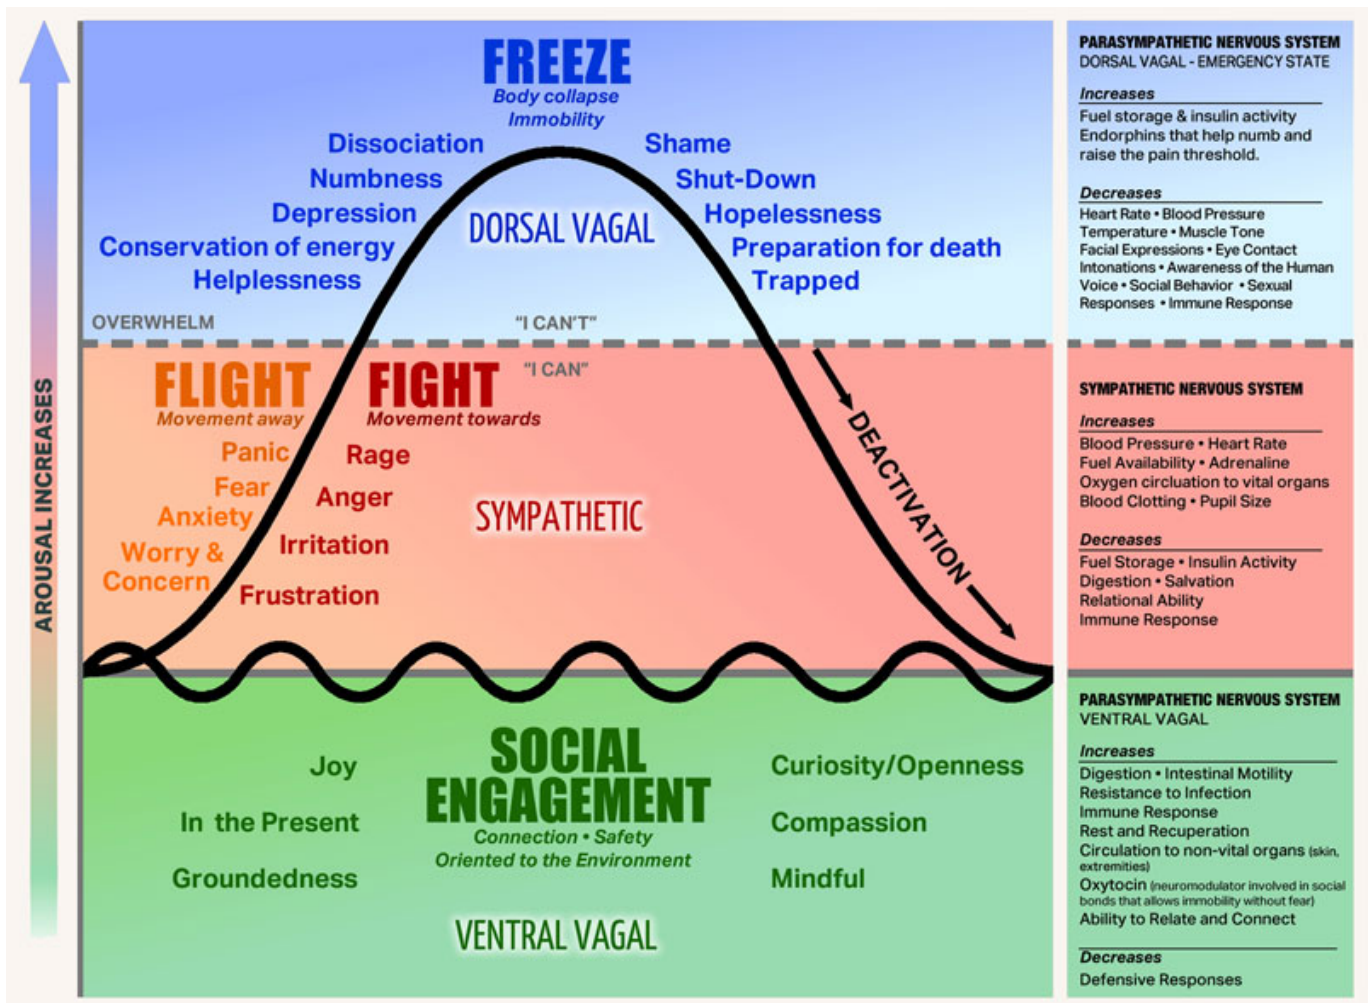 AROUSAL INCREASES
FREEZE
Body collapse
Immobility
Dissociation
Numbness
Depression
Conservation of energy
Helplessness
Shame
Shut-Down
Hopelessness
Preparation for death
Trapped
DORSAL VAGAL
OVERWHELM
"I CAN'T"
"I CAN"
FLIGHT
Movement away
Panic
Fear
Anxiety
Worry &
Concern
FIGHT
Movement towards
Rage
Anger
Irritation
Frustration
SYMPATHETIC
DEACTIVATION
SOCIAL
ENGAGEMENT
Connection • Safety
Oriented to the Environment
Joy
In the Present
Groundedness
Curiosity/Openness
Compassion
Mindful
VENTRAL VAGAL
PARASYMPATHETIC NERVOUS SYSTEM
DORSAL VAGAL - EMERGENCY STATE
Increases
Fuel storage & insulin activity
Endorphins that help numb and
raise the pain threshold.
Decreases
Heart Rate • Blood Pressure
Temperature • Muscle Tone
Facial Expressions • Eye Contact
Intonations • Awareness of the Human
Voice • Social Behavior • Sexual
Responses • Immune Response
SYMPATHETIC NERVOUS SYSTEM
Increases
Blood Pressure • Heart Rate
Fuel Availability • Adrenaline
Oxygen circluation to vital organs
Blood Clotting • Pupil Size
Decreases
Fuel Storage • Insulin Activity
Digestion • Salvation
Relational Ability
Immune Response
PARASYMPATHETIC NERVOUS SYSTEM
VENTRAL VAGAL
Increases
Digestion • Intestinal Motility
Resistance to Infection
Immune Response
Rest and Recuperation
Circulation to non-vital organs (skin,
extremities)
Oxytocin (neuromodulator involved in social
bonds that allows immobility without fear)
Ability to Relate and Connect
Decreases
Defensive Responses